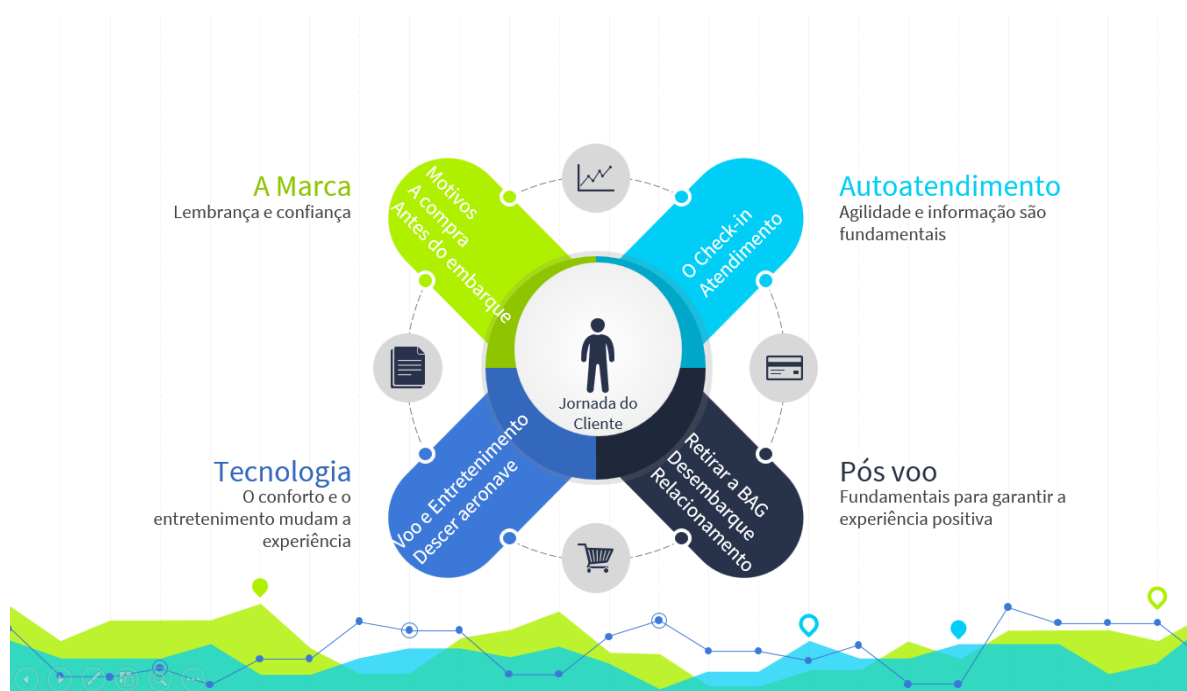 A Marca
Lembrança e confiança
Motivos
A compra
Antes do embarque
O Check-in
Atendimento
Autoatendimento
Agilidade e informação são
fundamentais
Jornada do
Cliente
Tecnologia
O conforto e o
entretenimento mudam a
experiência
Voo e Entretenimento
Descer aeronave
Retirar a BAG
Desembarque
Relacionamento
Pós voo
Fundamentais para garantir a
experiência positiva